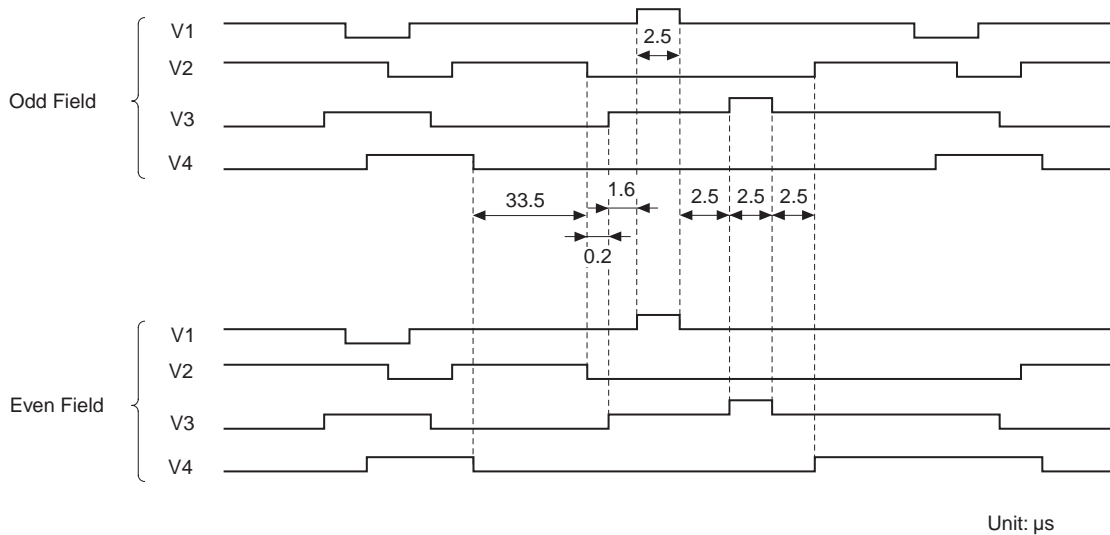 V1
2.5
V2
Odd Field
V3
V4
1.6
33.5
2.5 2.5 2.5
0.2
V1
V2
Even Field
V3
V4
Unit: μs